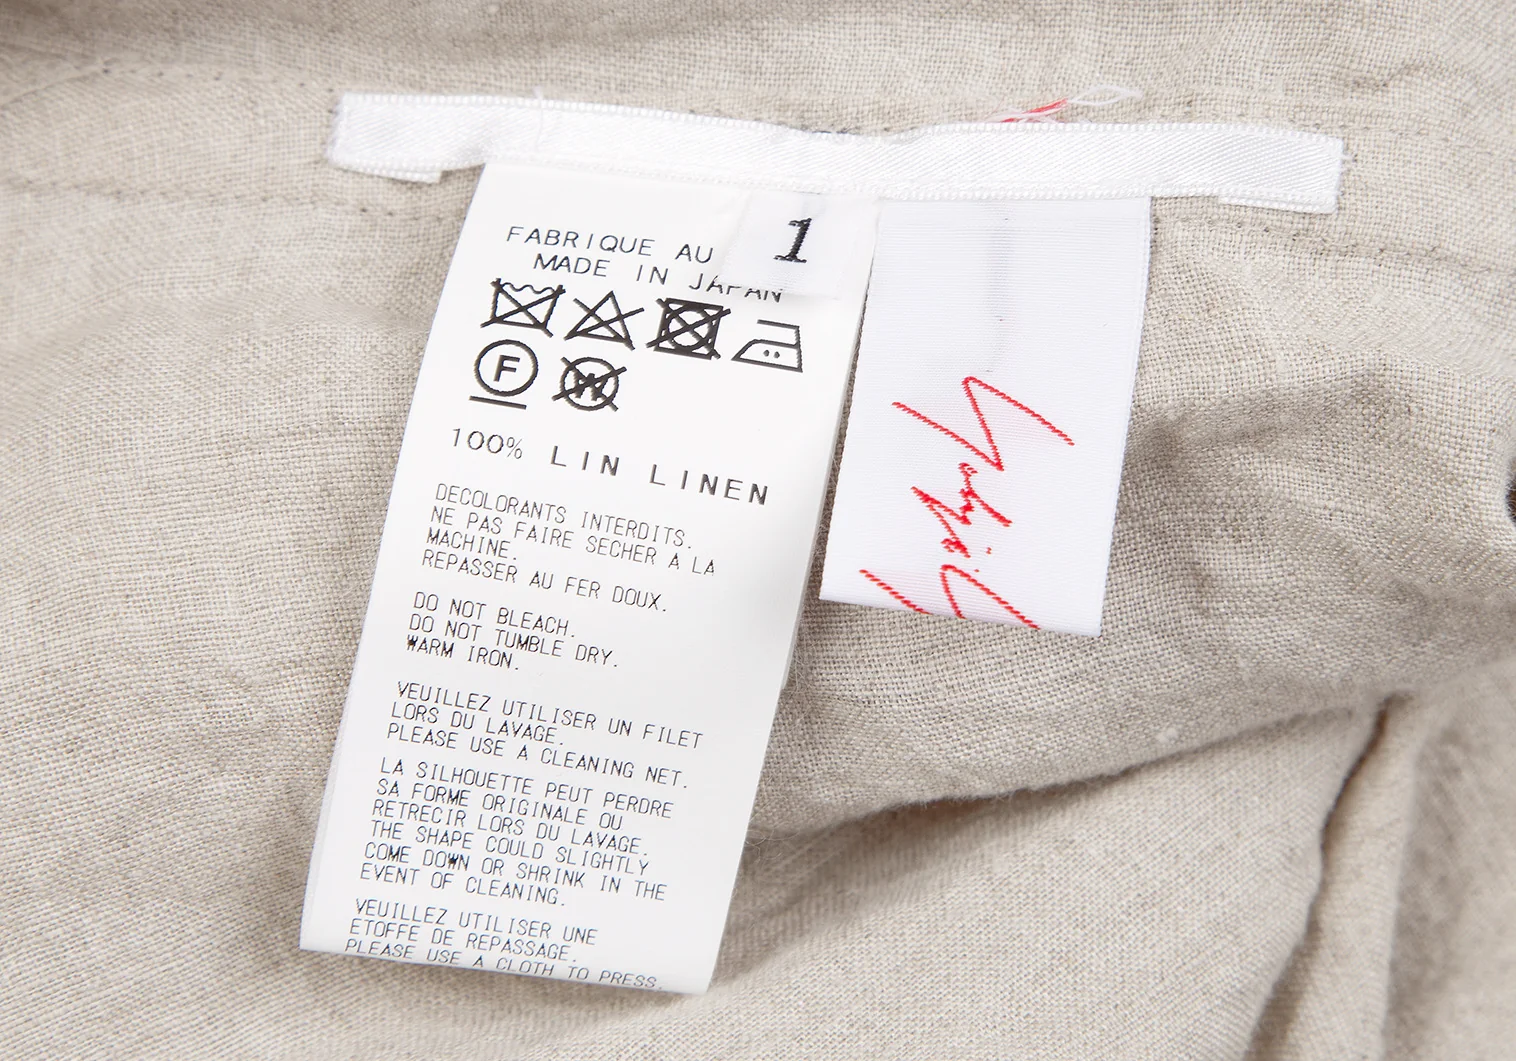 1
FABRIQUE AU
MADE IN JAPAN
F
W
100% LIN LINEN
DECOLORANTS INTERDITS.
NE PAS FAIRE SECHER A LA
MACHINE.
REPASSER AU FER DOUX.
DO NOT BLEACH.
DO NOT TUMBLE DRY.
WARM IRON.
VEUILLEZ UTILISER UN FILET
LORS DU LAVAGE.
PLEASE USE A CLEANING NET.
LA SILHOUETTE PEUT PERDRE
SA FORME ORIGINALE OU
RETRECIR LORS DU LAVAGE.
THE SHAPE COULD SLIGHTLY
COME DOWN OR SHRINK IN THE
EVENT OF CLEANING.
VEUILLEZ UTILISER UNE
ETOFFE DE REPASSAGE.
PLEASE USE A CLOTH TO PRESS.